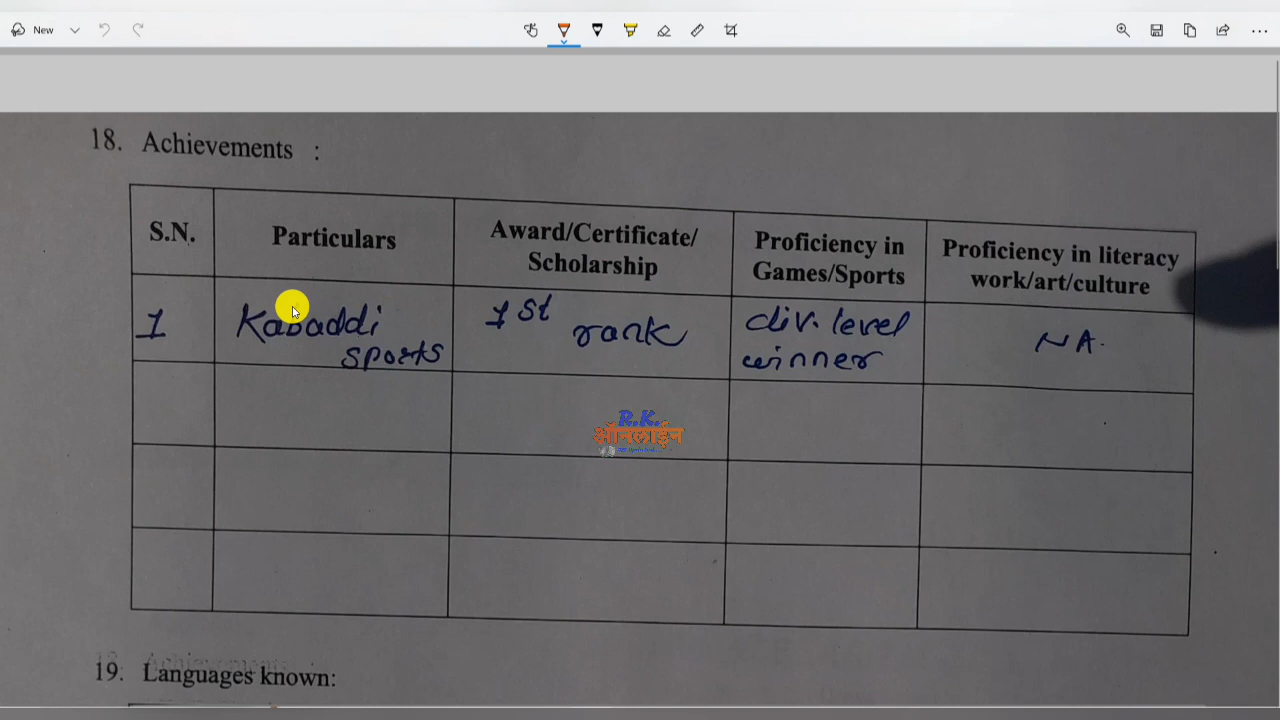 New
18. Achievements :
S.N. Particulars Award/Certificate/ Scholarship Proficiency in Games/Sports Proficiency in literacy work/art/culture
1 Kabaddi sports 1st rank div. level winner NA.
R.K.
ऑनलाईन
19. Languages known: